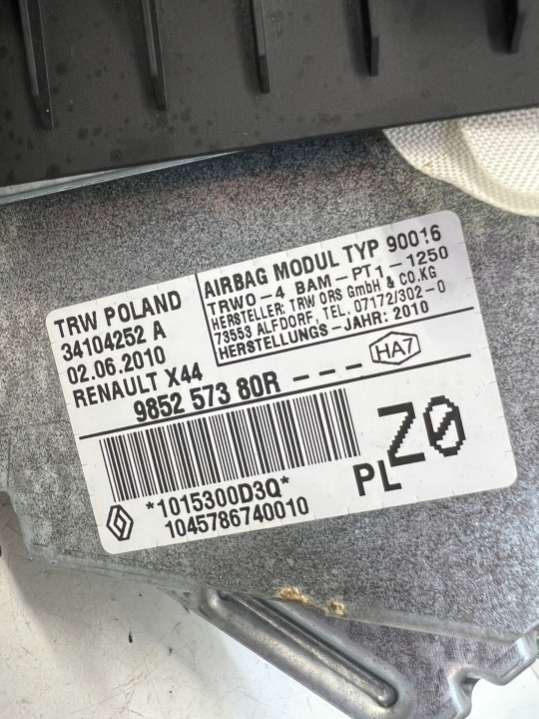 TRW POLAND
34104252 A
02.06.2010
RENAULT X44
AIRBAG MODUL TYP 90016
TRWO-4 BAM-PT1-1250
HERSTELLER: TRW ORS GmbH & CO.KG
73553 ALFDORF, TEL. 07172/302-0
HERSTELLUNGS-JAHR: 2010
9852 573 80R - - -
HA7
*1015300D3Q*
1045786740010
PL
Z0